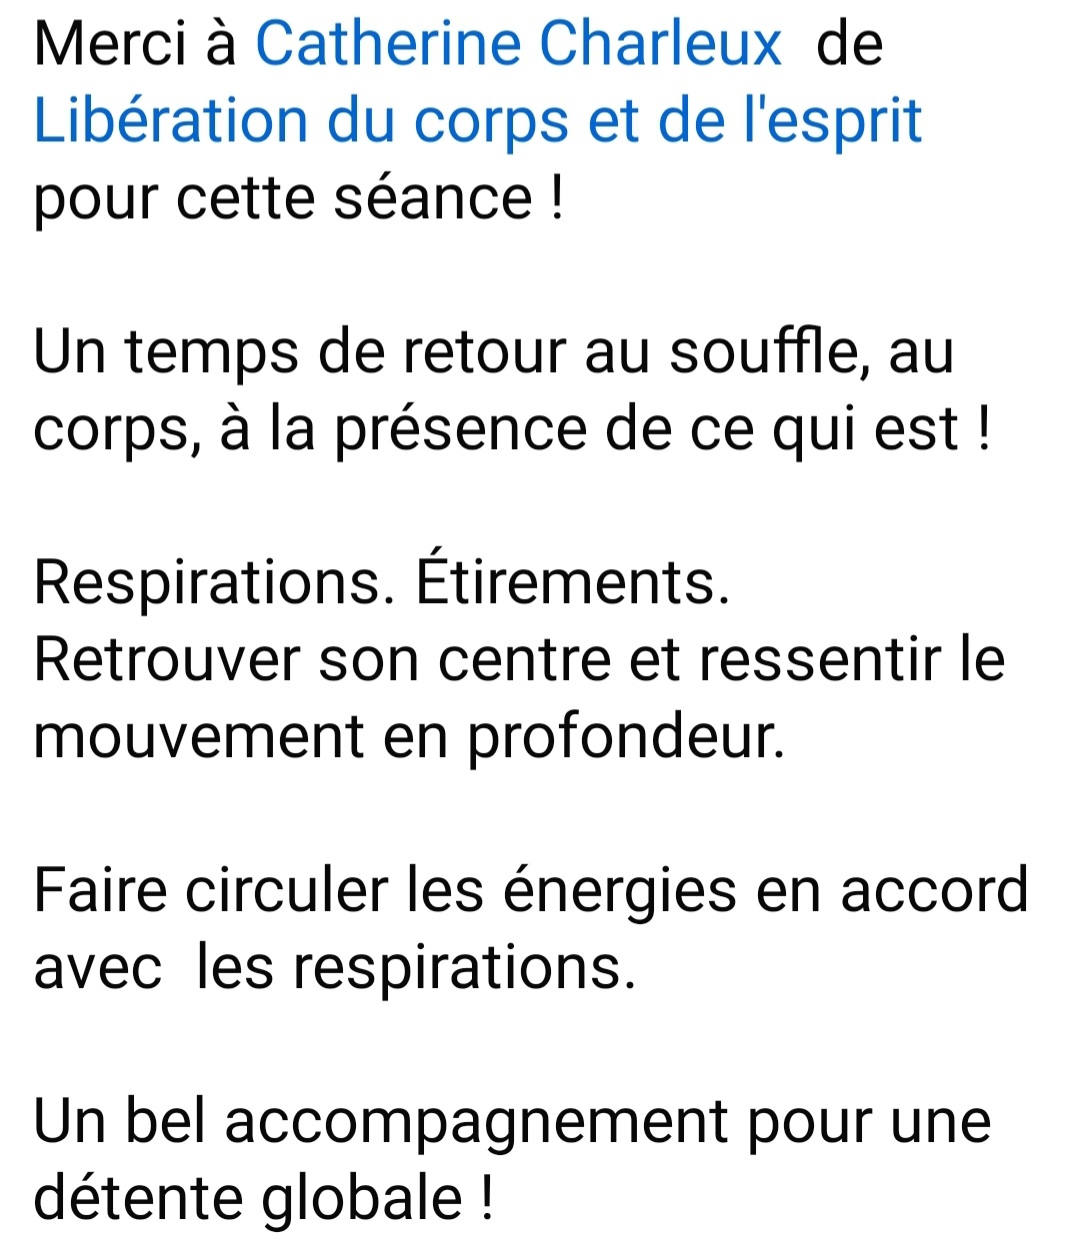 Merci à Catherine Charleux  de
Libération du corps et de l'esprit
pour cette séance !
Un temps de retour au souffle, au
corps, à la présence de ce qui est !
Respirations. Étirements.
Retrouver son centre et ressentir le
mouvement en profondeur.
Faire circuler les énergies en accord
avec  les respirations.
Un bel accompagnement pour une
détente globale !